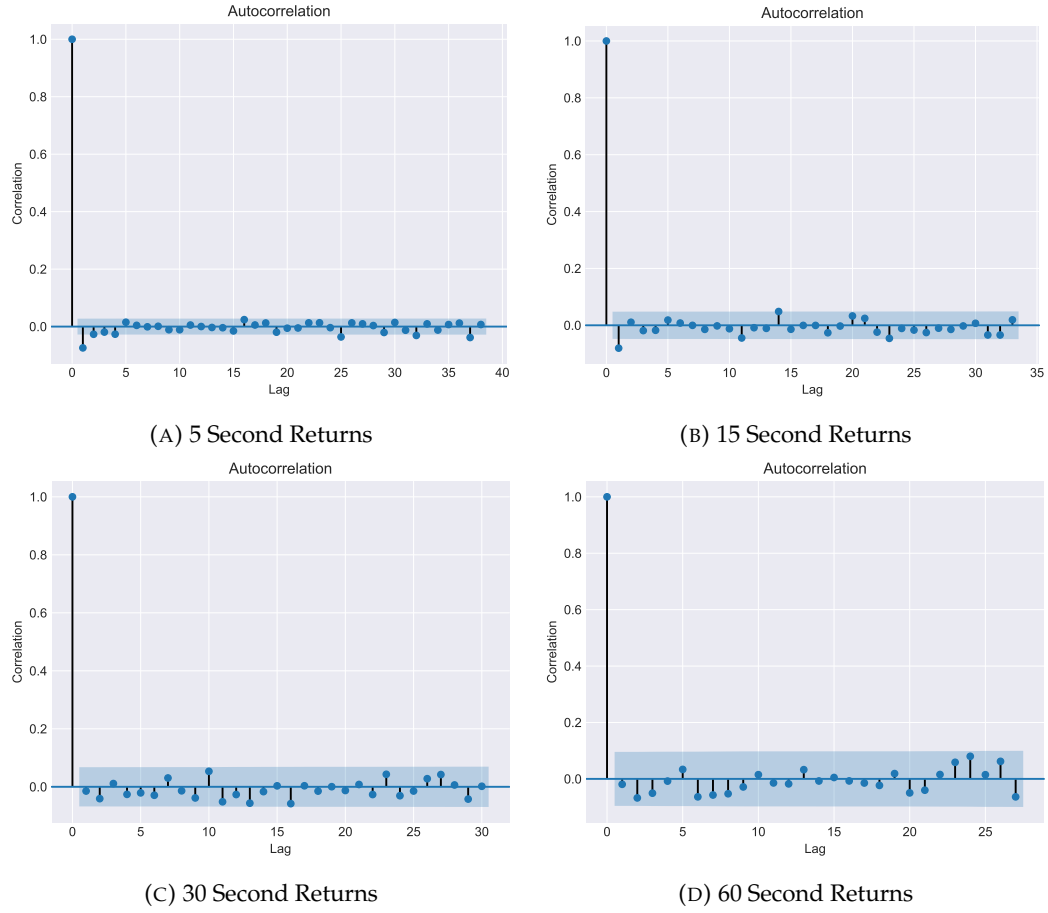 Autocorrelation
1.0
0.8
0.6
0.4
0.2
0.0
Correlation
0 5 10 15 20 25 30 35 40
Lag
(A) 5 Second Returns
Autocorrelation
1.0
0.8
0.6
0.4
0.2
0.0
Correlation
0 5 10 15 20 25 30 35
Lag
(B) 15 Second Returns
Autocorrelation
1.0
0.8
0.6
0.4
0.2
0.0
Correlation
0 5 10 15 20 25 30
Lag
(C) 30 Second Returns
Autocorrelation
1.0
0.8
0.6
0.4
0.2
0.0
Correlation
0 5 10 15 20 25
Lag
(D) 60 Second Returns